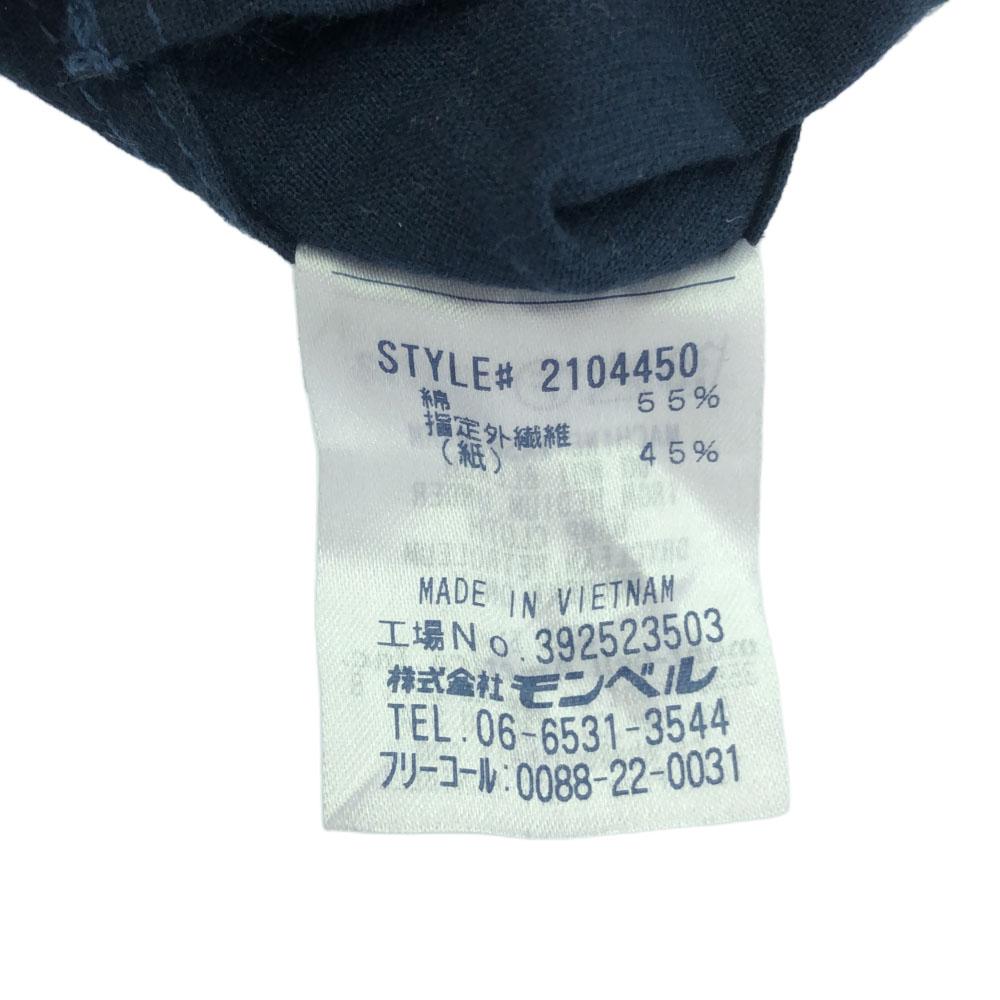 STYLE# 2104450
綿 55%
指定外繊維
(紙) 45%
MADE IN VIETNAM
工場No.392523503
株式会社モンベル
TEL.06-6531-3544
フリーコール:0088-22-0031